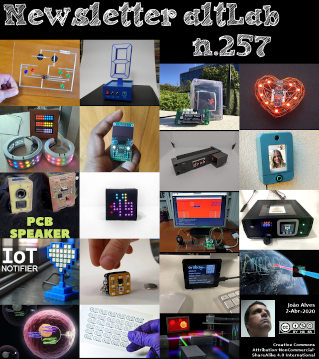 Newsletter altLab
n.257
PCB
SPEAKER
IoT
NOTIFIER
João Alves
2-Abr-2020
Creative Commons
Attribution-NonCommercial-
ShareAlike 4.0 International